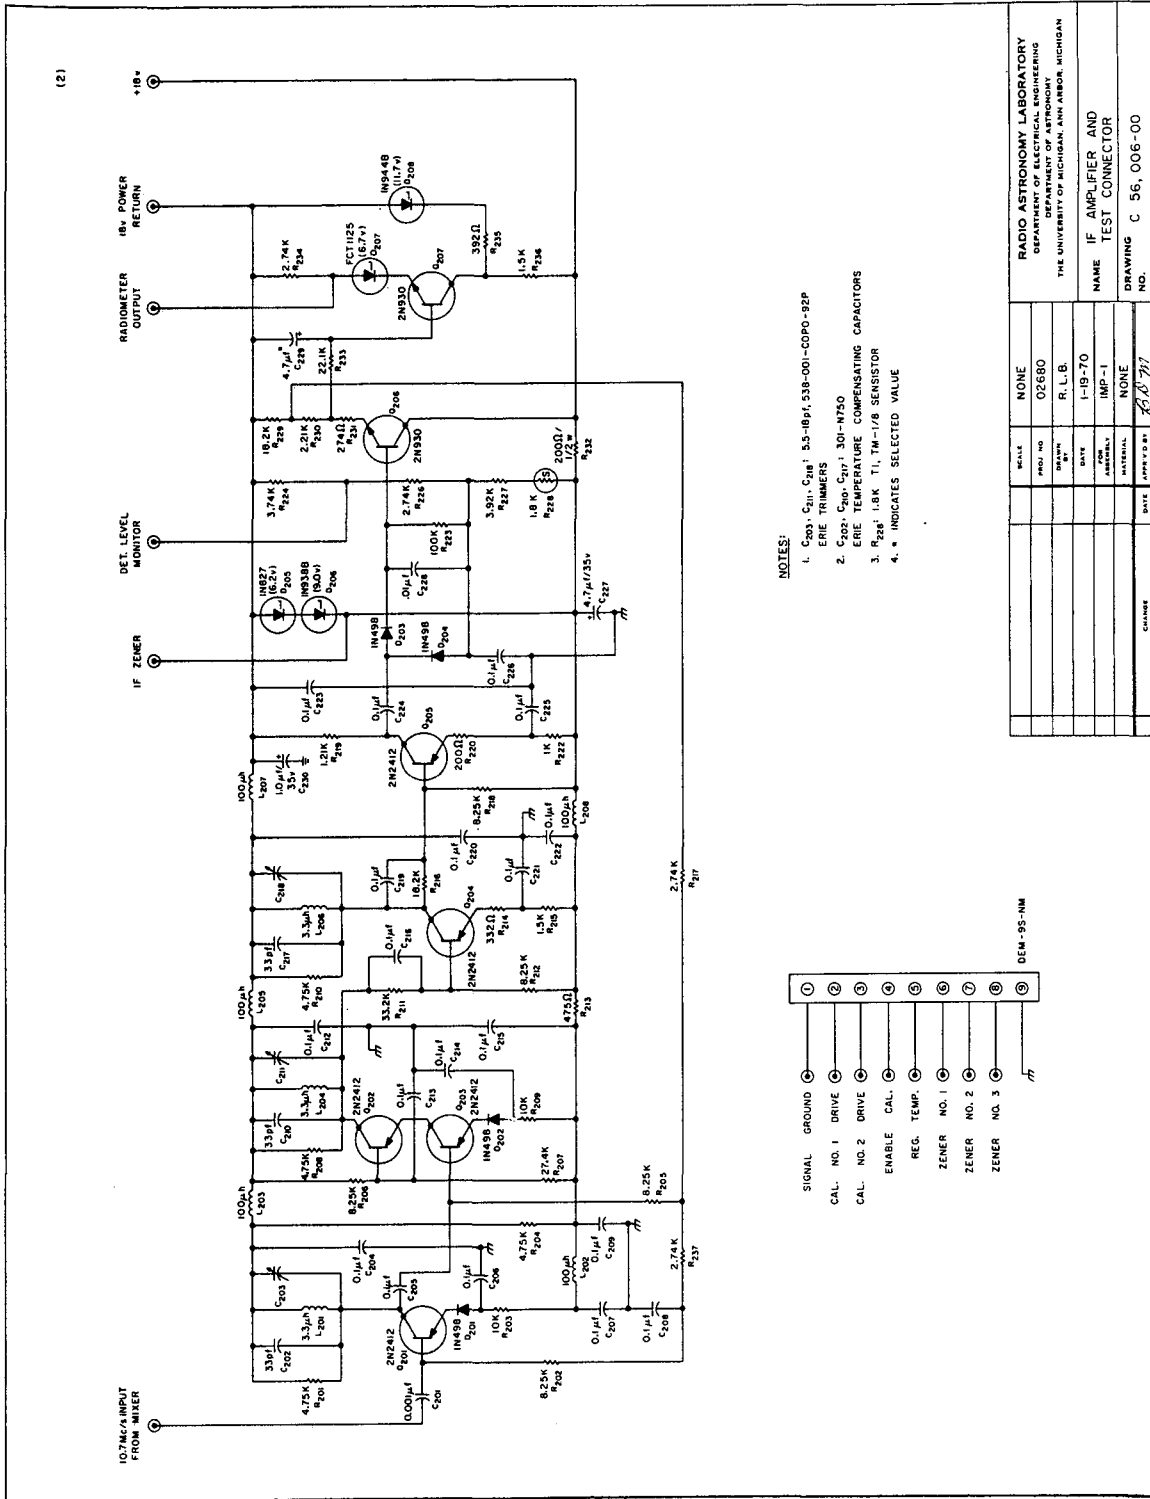 (2)
10.7Mc/s INPUT
FROM MIXER
IF ZENER
DET. LEVEL
MONITOR
RADIOMETER
OUTPUT
18v POWER
RETURN
+18v
4.75K
R201
33pf
C202
3.3µh
L201
C203
0.001µf
C201
2N2412
Q201
0.1µf
C205
0.1µf
C204
0.1µf
C206
1N498
D201
10K
R203
8.25K
R202
4.75K
R204
100µh
L202
0.1µf
C207
0.1µf
C208
0.1µf
C209
2.74K
R237
8.25K
R205
100µh
L203
4.75K
R208
33pf
C210
3.3µh
L204
C211
0.1µf
C212
8.25K
R206
2N2412
Q202
0.1µf
C213
Q203
2N2412
1N498
D202
27.4K
R207
10K
R209
0.1µf
C214
0.1µf
C215
475Ω
R213
100µh
L205
4.75K
R210
33pf
C217
3.3µh
L206
C218
33.2K
R211
0.1µf
C216
8.25K
R212
2N2412
Q204
332Ω
R214
1.5K
R215
0.1µf
C219
18.2K
R216
0.1µf
C220
0.1µf
C221
0.1µf
C222
2.74K
R217
8.25K
R218
100µh
L208
100µh
L207
1.0µf/
35v
C230
1.21K
R219
2N2412
Q205
200Ω
R220
1K
R222
0.1µf
C223
0.1µf
C224
0.1µf
C225
0.1µf
C226
1N498
D203
1N498
D204
4.7µf/35v
C227
1N827
(6.2v)
D205
1N938B
(9.0v)
D206
.01µf
C228
100K
R223
3.74K
R224
2.74K
R226
3.92K
R227
1.8K
R228
S
18.2K
R229
2.21K
R230
274Ω
R231
Q206
2N930
200Ω/
1/2w
R232
4.7µf*
C229
22.1K
R233
2.74K
R234
FCT1125
(6.7v)
D207
Q207
2N930
392Ω
R235
1.5K
R236
1N944B
(11.7v)
D208
NOTES:
1. C203, C211, C218: 5.5-18pf, 538-001-COPO-92P
ERIE TRIMMERS
2. C202, C210, C217: 301-N750
ERIE TEMPERATURE COMPENSATING CAPACITORS
3. R228: 1.8K TI, TM-1/8 SENSISTOR
4. * INDICATES SELECTED VALUE
SIGNAL GROUND 1
CAL. NO. 1 DRIVE 2
CAL. NO. 2 DRIVE 3
ENABLE CAL. 4
REG. TEMP. 5
ZENER NO. 1 6
ZENER NO. 2 7
ZENER NO. 3 8
9
DEM-9S-NM
CHANGE DATE
SCALE NONE
PROJ. NO 02680
DRAWN BY R.L.B.
DATE 1-19-70
FOR ASSEMBLY IMP-1
MATERIAL NONE
APPRV'D BY
RADIO ASTRONOMY LABORATORY
DEPARTMENT OF ELECTRICAL ENGINEERING
DEPARTMENT OF ASTRONOMY
THE UNIVERSITY OF MICHIGAN, ANN ARBOR, MICHIGAN
NAME IF AMPLIFIER AND
TEST CONNECTOR
DRAWING
NO. C 56,006-00